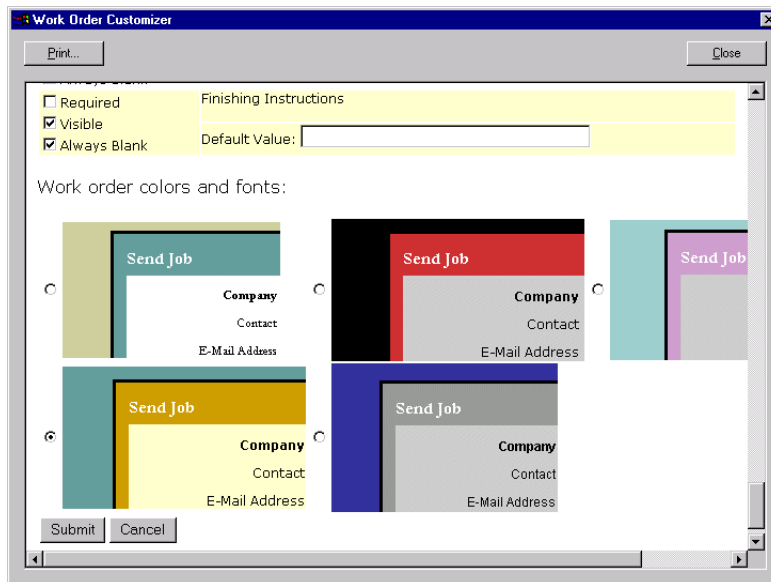 Work Order Customizer
Print...
Close
Always Blank
Required
Finishing Instructions
Visible
Default Value:
Always Blank
Work order colors and fonts:
Send Job
Company
Contact
E-Mail Address
Send Job
Company
Contact
E-Mail Address
Send Job
Send Job
Company
Contact
E-Mail Address
Send Job
Company
Contact
E-Mail Address
Submit
Cancel